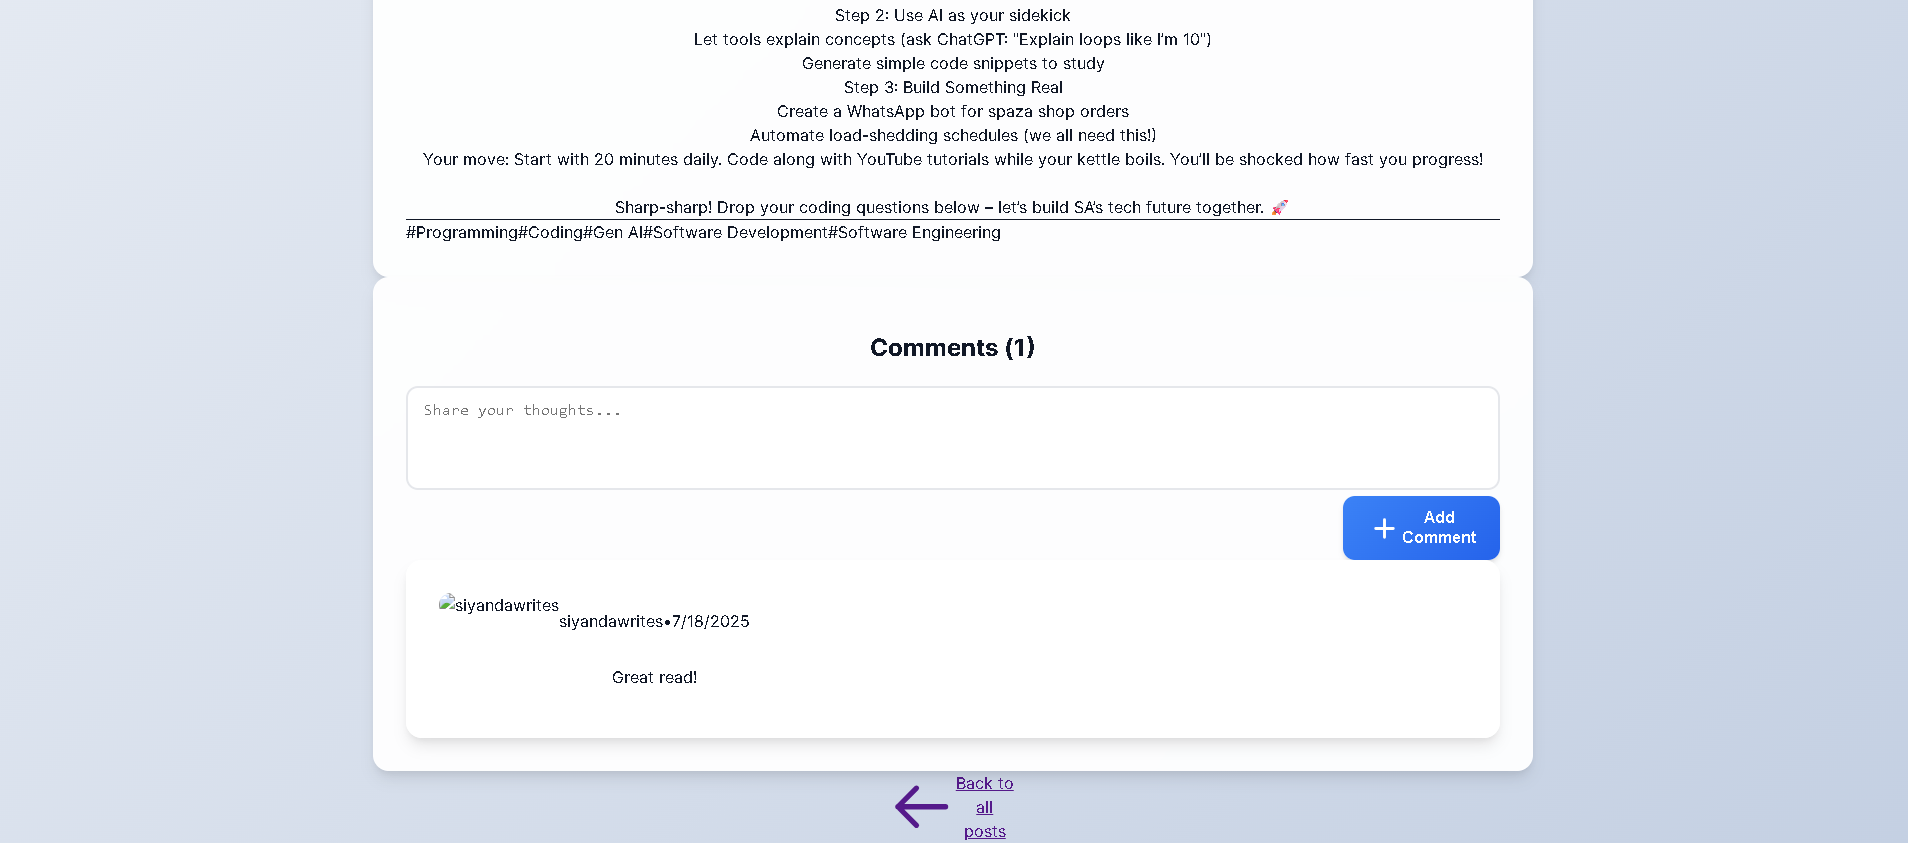 Step 2: Use AI as your sidekick
Let tools explain concepts (ask ChatGPT: "Explain loops like I'm 10")
Generate simple code snippets to study
Step 3: Build Something Real
Create a WhatsApp bot for spaza shop orders
Automate load-shedding schedules (we all need this!)
Your move: Start with 20 minutes daily. Code along with YouTube tutorials while your kettle boils. You'll be shocked how fast you progress!
Sharp-sharp! Drop your coding questions below – let's build SA's tech future together. 🚀
#Programming#Coding#Gen AI#Software Development#Software Engineering
Comments (1)
Share your thoughts...
Add
Comment
siyandawrites
siyandawrites•7/18/2025
Great read!
Back to
all
posts